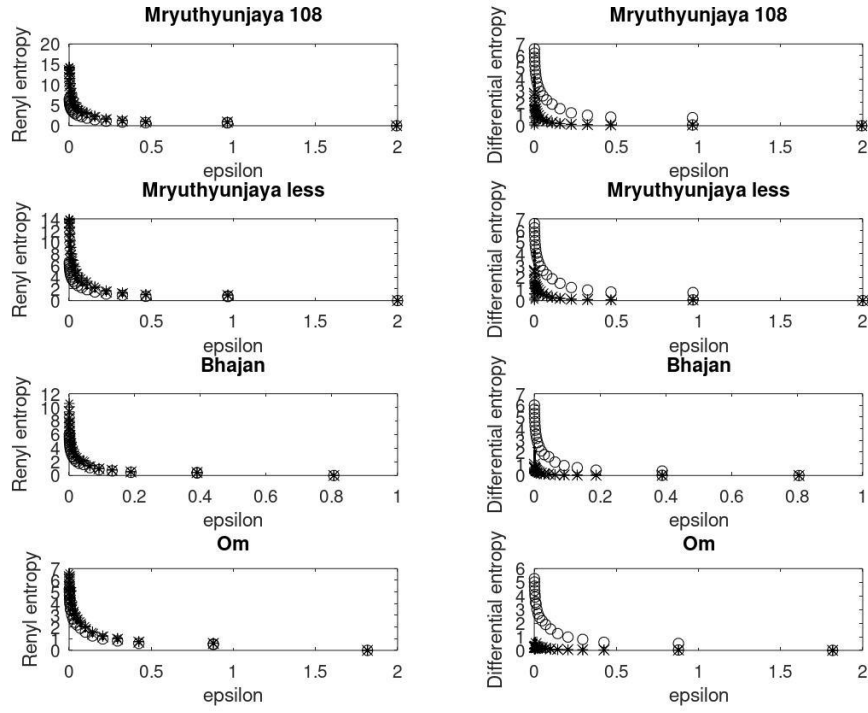 Mryuthyunjaya 108
Renyl entropy
20
15
10
5
0
0 0.5 1 1.5 2
epsilon
Mryuthyunjaya 108
Differential entropy
7
6
5
4
3
2
1
0
0 0.5 1 1.5 2
epsilon
Mryuthyunjaya less
Renyl entropy
14
12
10
8
6
4
2
0
0 0.5 1 1.5 2
epsilon
Mryuthyunjaya less
Differential entropy
7
6
5
4
3
2
1
0
0 0.5 1 1.5 2
epsilon
Bhajan
Renyl entropy
12
10
8
6
4
2
0
0 0.2 0.4 0.6 0.8 1
epsilon
Bhajan
Differential entropy
7
6
5
4
3
2
1
0
0 0.2 0.4 0.6 0.8 1
epsilon
Om
Renyl entropy
7
6
5
4
3
2
1
0
0 0.5 1 1.5 2
epsilon
Om
Differential entropy
6
5
4
3
2
1
0
0 0.5 1 1.5 2
epsilon